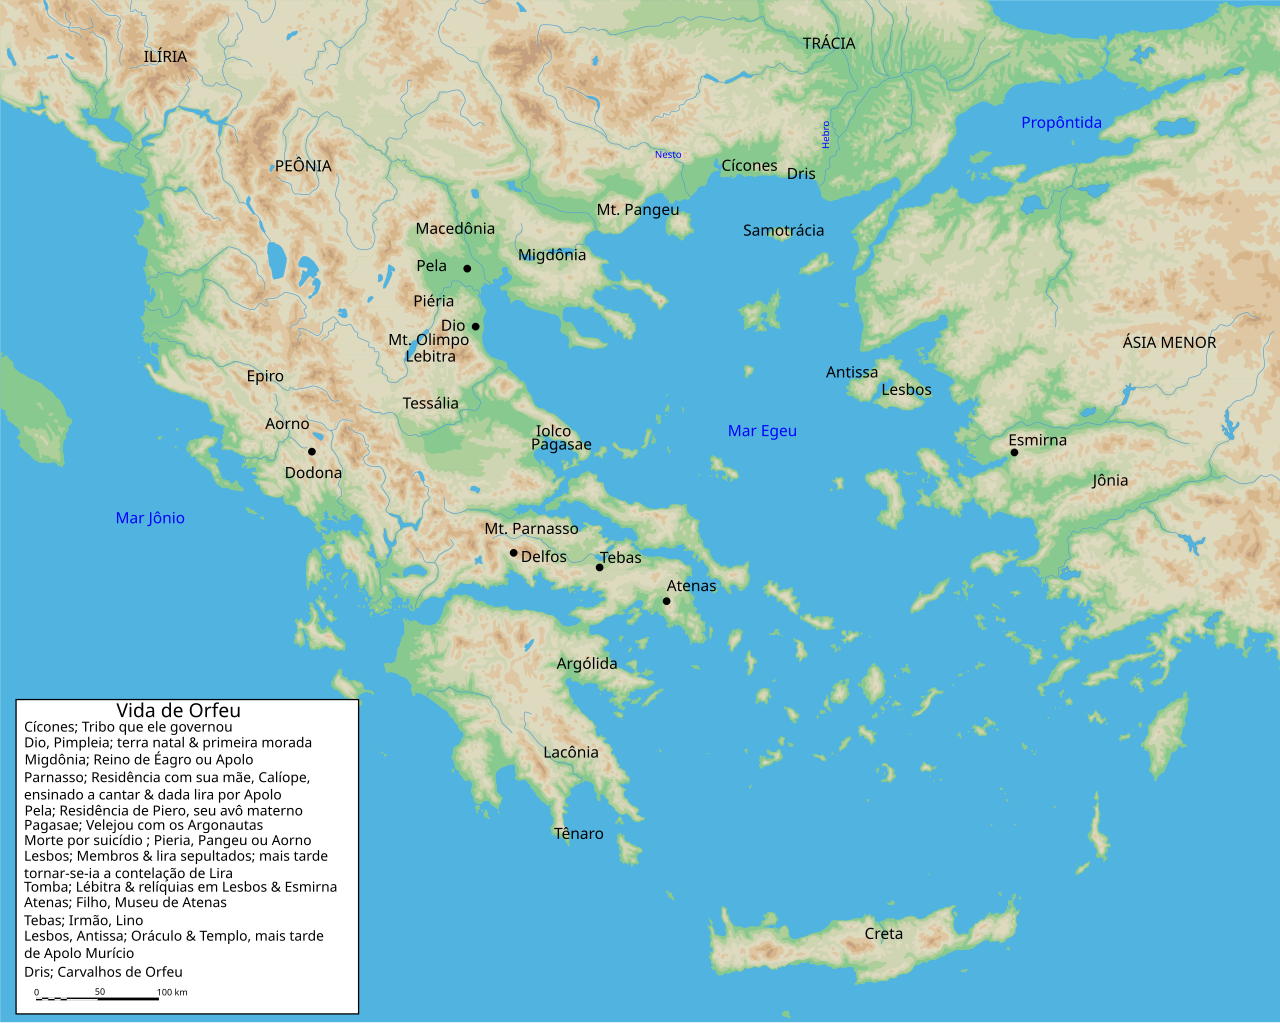 TRÁCIA
ILÍRIA
Propôntida
Hebro
Nesto
PEÔNIA
Cícones
Dris
Mt. Pangeu
Macedônia
Samotrácia
Migdônia
Pela
Piéria
Dio
Mt. Olimpo
Lebitra
ÁSIA MENOR
Epiro
Antissa
Lesbos
Tessália
Aorno
Iolco
Pagasae
Mar Egeu
Esmirna
Dodona
Jônia
Mar Jônio
Mt. Parnasso
Delfos
Tebas
Atenas
Argólida
Lacônia
Tênaro
Creta
Vida de Orfeu
Cícones; Tribo que ele governou
Dio, Pimpleia; terra natal & primeira morada
Migdônia; Reino de Éagro ou Apolo
Parnasso; Residência com sua mãe, Calíope,
ensinado a cantar & dada lira por Apolo
Pela; Residência de Piero, seu avô materno
Pagasae; Velejou com os Argonautas
Morte por suicídio ; Pieria, Pangeu ou Aorno
Lesbos; Membros & lira sepultados; mais tarde
tornar-se-ia a contelação de Lira
Tomba; Lébitra & relíquias em Lesbos & Esmirna
Atenas; Filho, Museu de Atenas
Tebas; Irmão, Lino
Lesbos, Antissa; Oráculo & Templo, mais tarde
de Apolo Murício
Dris; Carvalhos de Orfeu
0 50 100 km